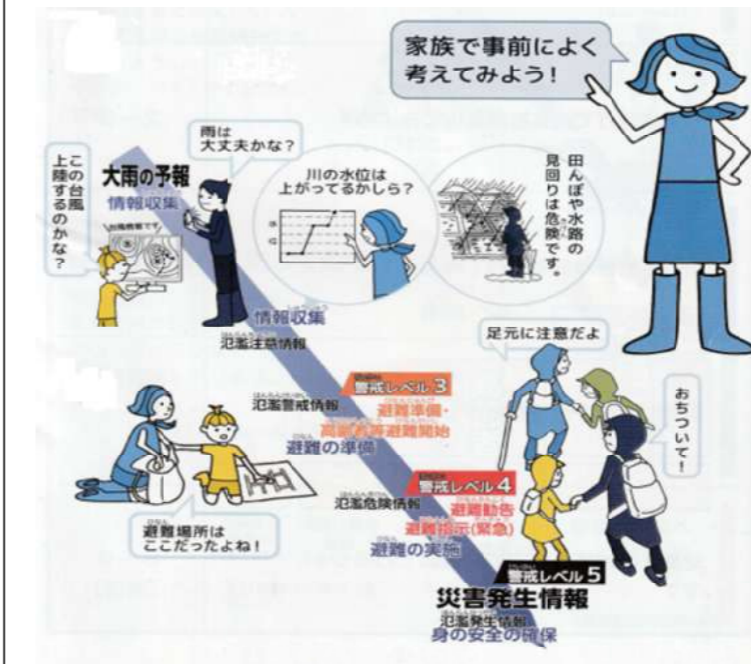 家族で事前によく
考えてみよう！
雨は
大丈夫かな？
この台風
上陸するのかな？
大雨の予報
情報収集
台風情報です
川の水位は
上がってるかしら？
水
位
田んぼや水路の
見回りは危険です。
情報収集
氾濫注意情報
足元に注意だよ
警戒レベル3
氾濫警戒情報
避難準備・
高齢者等避難開始
避難の準備
おちついて！
警戒レベル4
氾濫危険情報
避難勧告
避難指示(緊急)
避難の実施
避難場所は
ここだったよね！
警戒レベル5
災害発生情報
氾濫発生情報
身の安全の確保